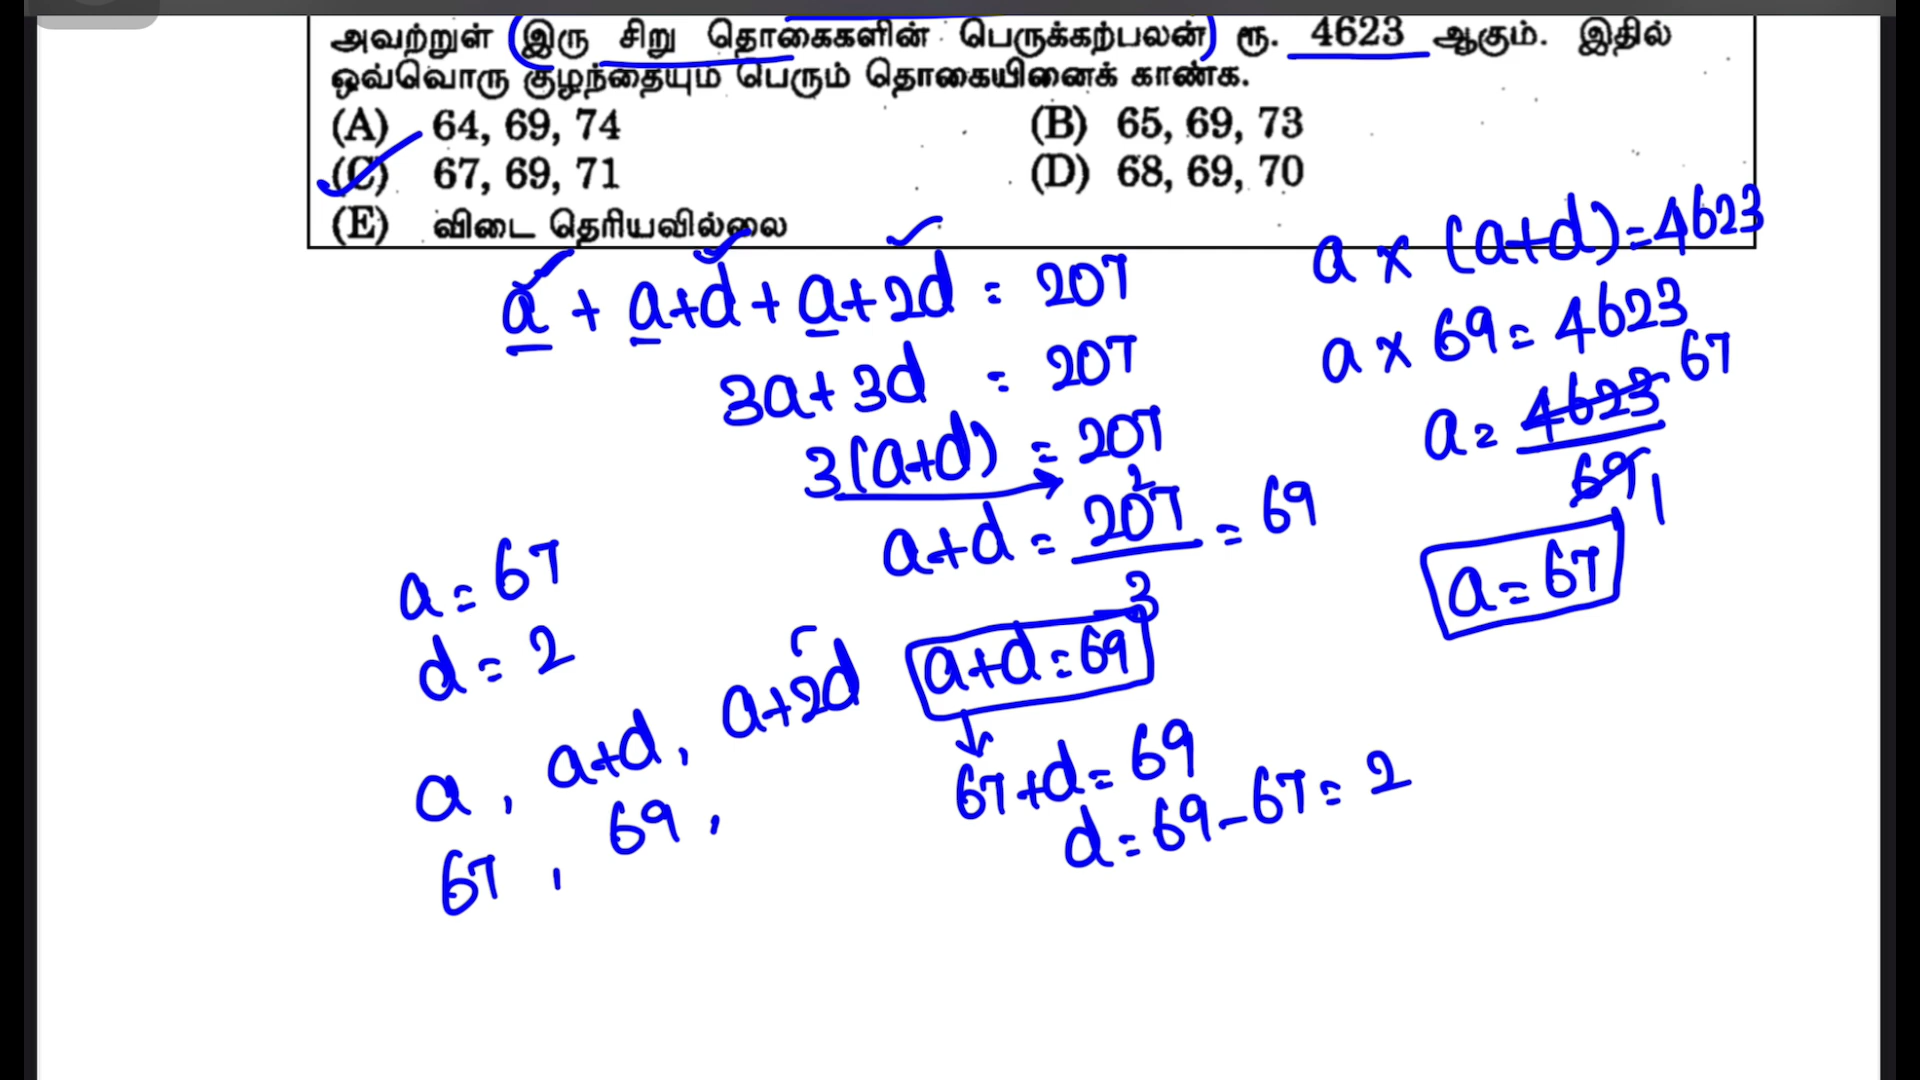 அவற்றுள் இரு சிறு தொகைகளின் பெருக்கற்பலன் ரூ. 4623 ஆகும். இதில்
ஒவ்வொரு குழந்தையும் பெரும் தொகையினைக் காண்க.
(A) 64, 69, 74 (B) 65, 69, 73
(C) 67, 69, 71 (D) 68, 69, 70
(E) விடை தெரியவில்லை
a + a+d + a+2d = 207
3a + 3d = 207
3(a+d) = 207
a+d = 207/3 = 69
a+d = 69
67+d = 69
d = 69-67 = 2
a × (a+d) = 4623
a × 69 = 4623
a = 4623/69 67 1
a = 67
a = 67
d = 2
a, a+d, a+2d
67, 69,